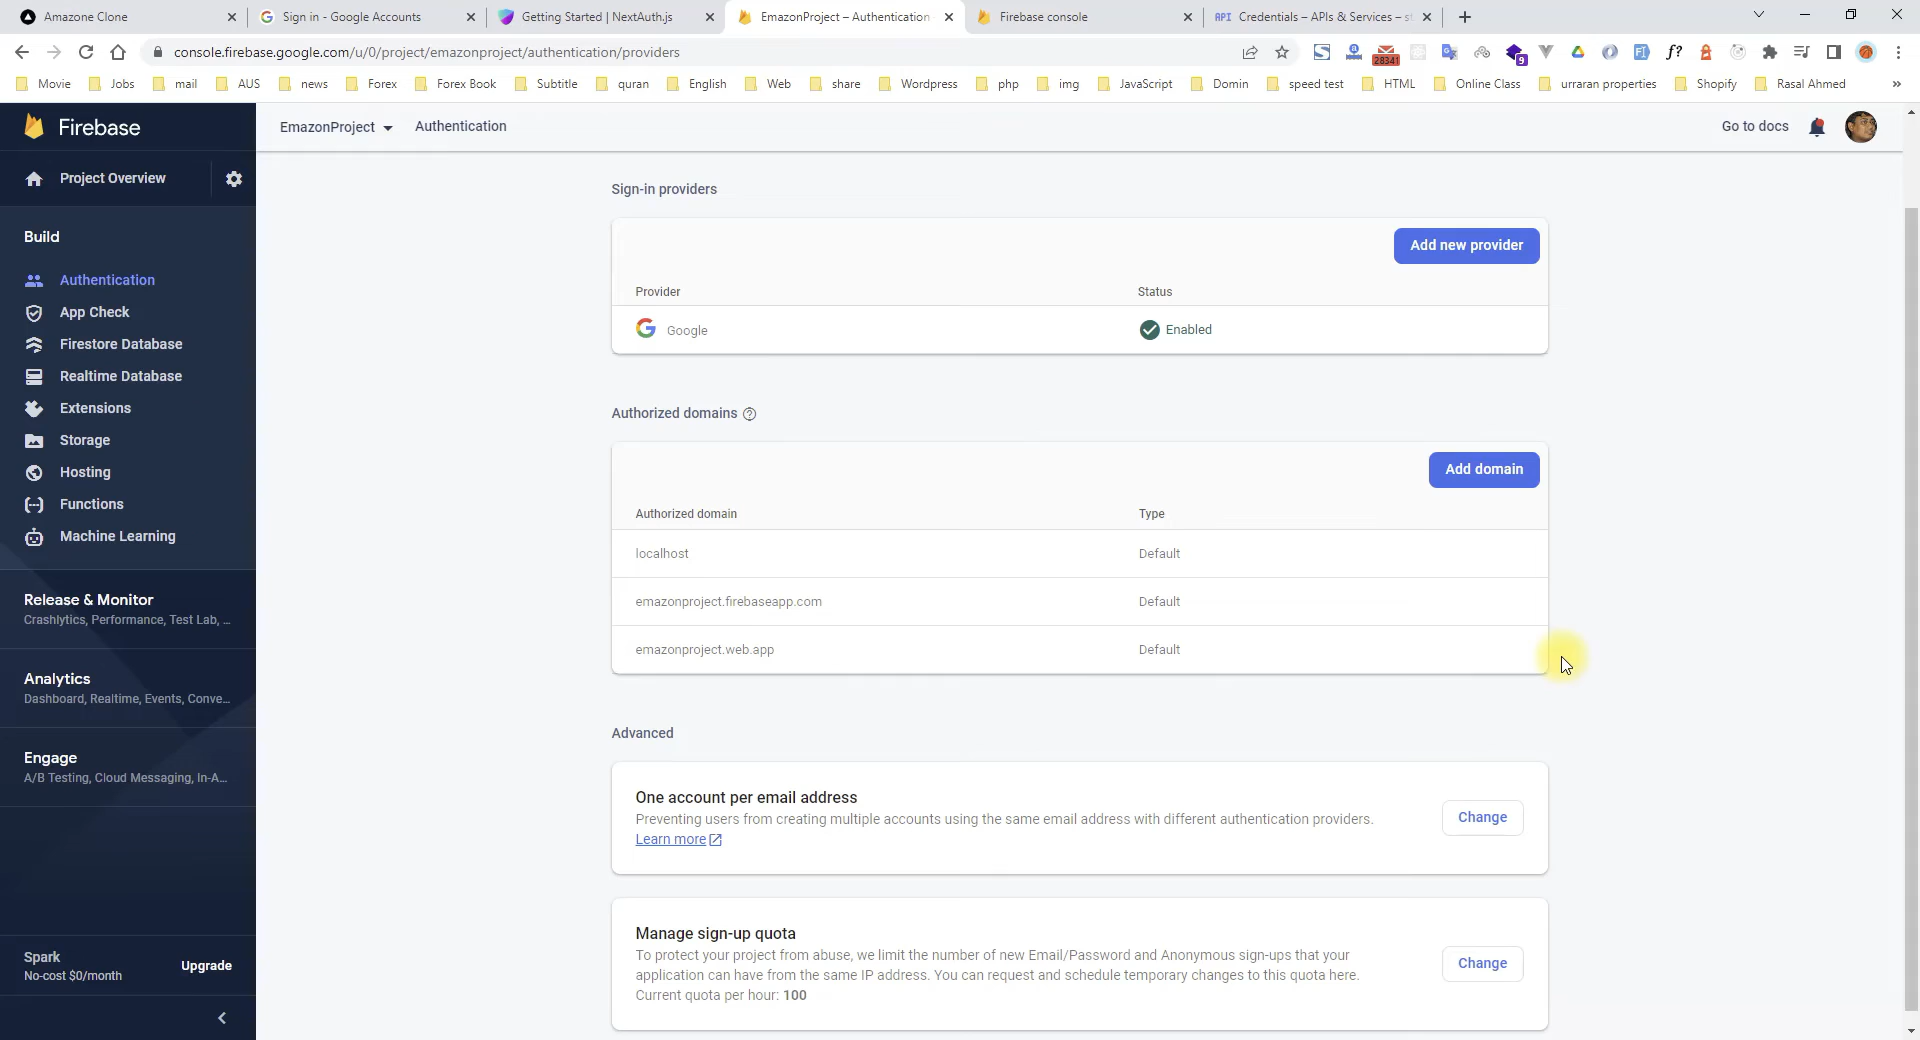 Amazone Clone
Sign in - Google Accounts
Getting Started | NextAuth.js
EmazonProject – Authentication
Firebase console
API Credentials – APIs & Services – st
console.firebase.google.com/u/0/project/emazonproject/authentication/providers
28341
9
f?
Movie
Jobs
mail
AUS
news
Forex
Forex Book
Subtitle
quran
English
Web
share
Wordpress
php
img
JavaScript
Domin
speed test
HTML
Online Class
urraran properties
Shopify
Rasal Ahmed
»
Firebase
EmazonProject
Authentication
Go to docs
Project Overview
Build
Authentication
App Check
Firestore Database
Realtime Database
Extensions
Storage
Hosting
Functions
Machine Learning
Release & Monitor
Crashlytics, Performance, Test Lab, ...
Analytics
Dashboard, Realtime, Events, Conve...
Engage
A/B Testing, Cloud Messaging, In-A...
Spark
No-cost $0/month
Upgrade
Sign-in providers
Add new provider
Provider
Status
Google
Enabled
Authorized domains
Add domain
Authorized domain
Type
localhost
Default
emazonproject.firebaseapp.com
Default
emazonproject.web.app
Default
Advanced
One account per email address
Preventing users from creating multiple accounts using the same email address with different authentication providers.
Learn more
Change
Manage sign-up quota
To protect your project from abuse, we limit the number of new Email/Password and Anonymous sign-ups that your
application can have from the same IP address. You can request and schedule temporary changes to this quota here.
Current quota per hour: 100
Change